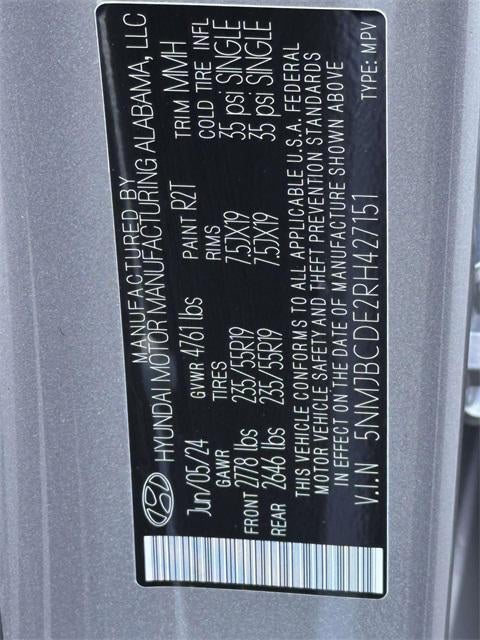 MANUFACTURED BY
HYUNDAI MOTOR MANUFACTURING ALABAMA, LLC
Jun/05/24 GVWR 4761 lbs PAINT R2T TRIM MMH
GAWR TIRES RIMS COLD TIRE INFL
FRONT 2778 lbs 235/55R19 7.5JX19 35 psi SINGLE
REAR 2646 lbs 235/55R19 7.5JX19 35 psi SINGLE
THIS VEHICLE CONFORMS TO ALL APPLICABLE U.S.A. FEDERAL
MOTOR VEHICLE SAFETY AND THEFT PREVENTION STANDARDS
IN EFFECT ON THE DATE OF MANUFACTURE SHOWN ABOVE
V.I.N 5NMJBCDE2RH427151 TYPE: MPV